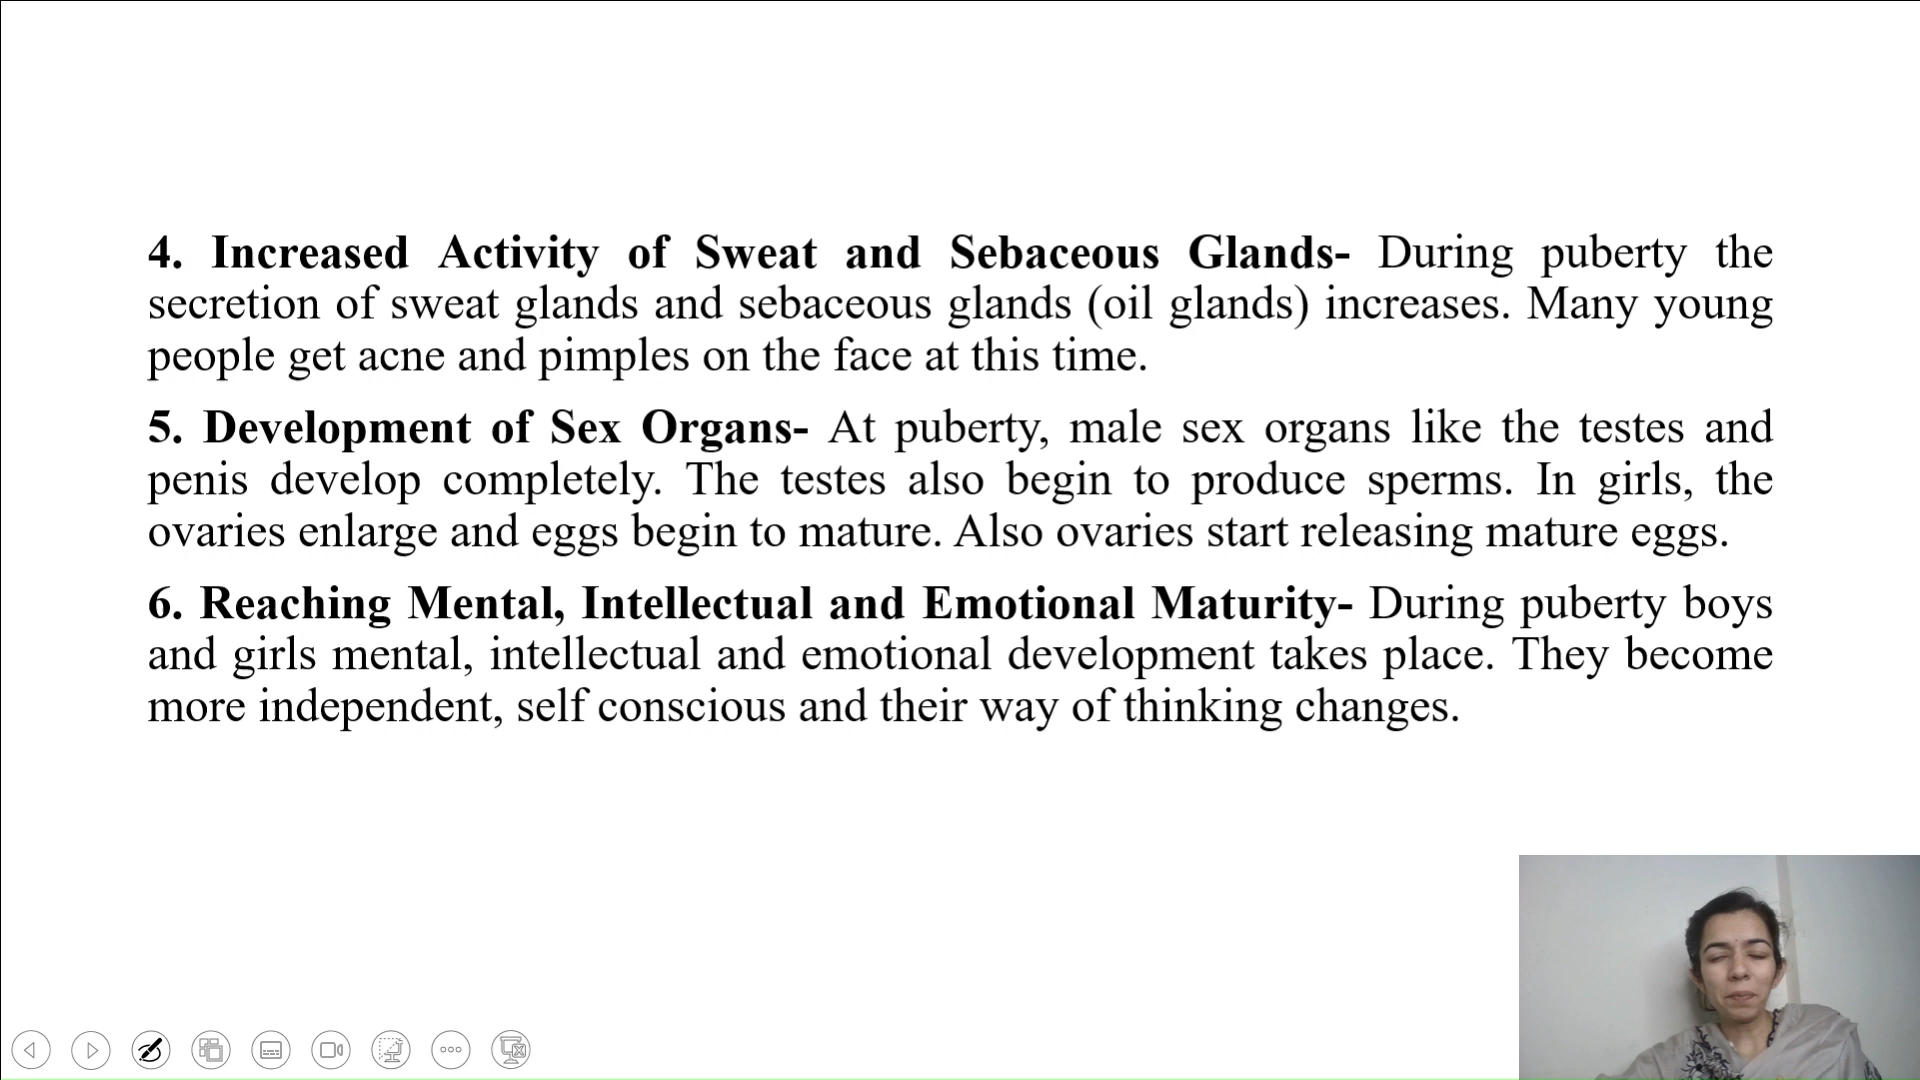 4. Increased Activity of Sweat and Sebaceous Glands- During puberty the
secretion of sweat glands and sebaceous glands (oil glands) increases. Many young
people get acne and pimples on the face at this time.
5. Development of Sex Organs- At puberty, male sex organs like the testes and
penis develop completely. The testes also begin to produce sperms. In girls, the
ovaries enlarge and eggs begin to mature. Also ovaries start releasing mature eggs.
6. Reaching Mental, Intellectual and Emotional Maturity- During puberty boys
and girls mental, intellectual and emotional development takes place. They become
more independent, self conscious and their way of thinking changes.